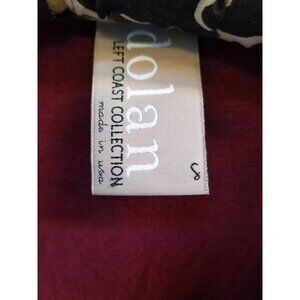 dolan
LEFT COAST COLLECTION
made in usa
S